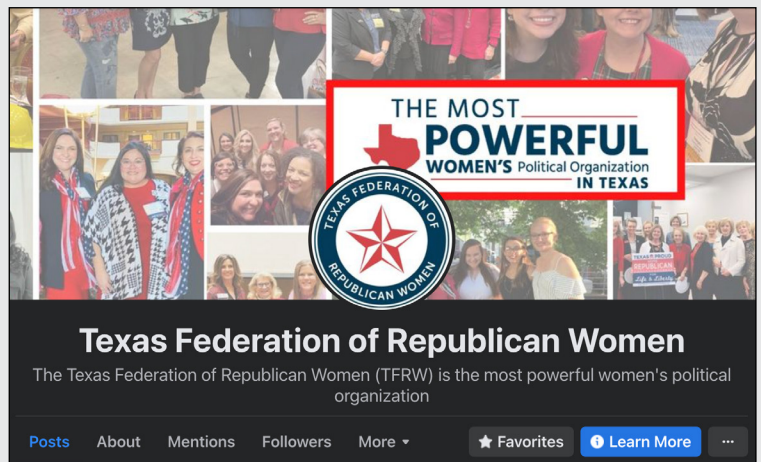 THE MOST
POWERFUL
WOMEN'S Political Organization
IN TEXAS
TEXAS FEDERATION OF
REPUBLICAN WOMEN
TEXAN PROUD
REPUBLICAN
Life & Liberty
Texas Federation of Republican Women
The Texas Federation of Republican Women (TFRW) is the most powerful women's political
organization
Posts About Mentions Followers More Favorites Learn More